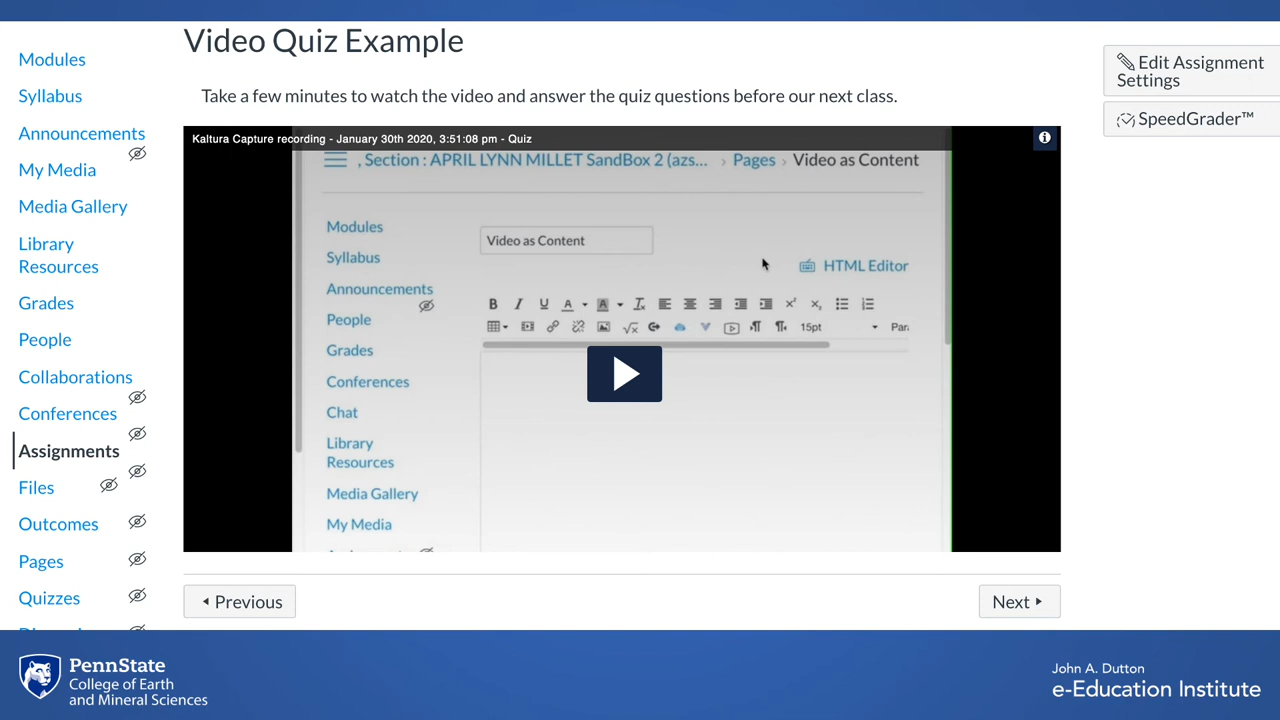 Video Quiz Example
Take a few minutes to watch the video and answer the quiz questions before our next class.
Modules
Syllabus
Announcements
My Media
Media Gallery
Library
Resources
Grades
People
Collaborations
Conferences
Assignments
Files
Outcomes
Pages
Quizzes
Kaltura Capture recording - January 30th 2020, 3:51:08 pm - Quiz
, Section : APRIL LYNN MILLET SandBox 2 (azs... › Pages › Video as Content
Modules
Syllabus
Announcements
People
Grades
Conferences
Chat
Library
Resources
Media Gallery
My Media
Video as Content
HTML Editor
15pt
Edit Assignment
Settings
SpeedGrader™
Previous
Next
PennState
College of Earth
and Mineral Sciences
John A. Dutton
e-Education Institute